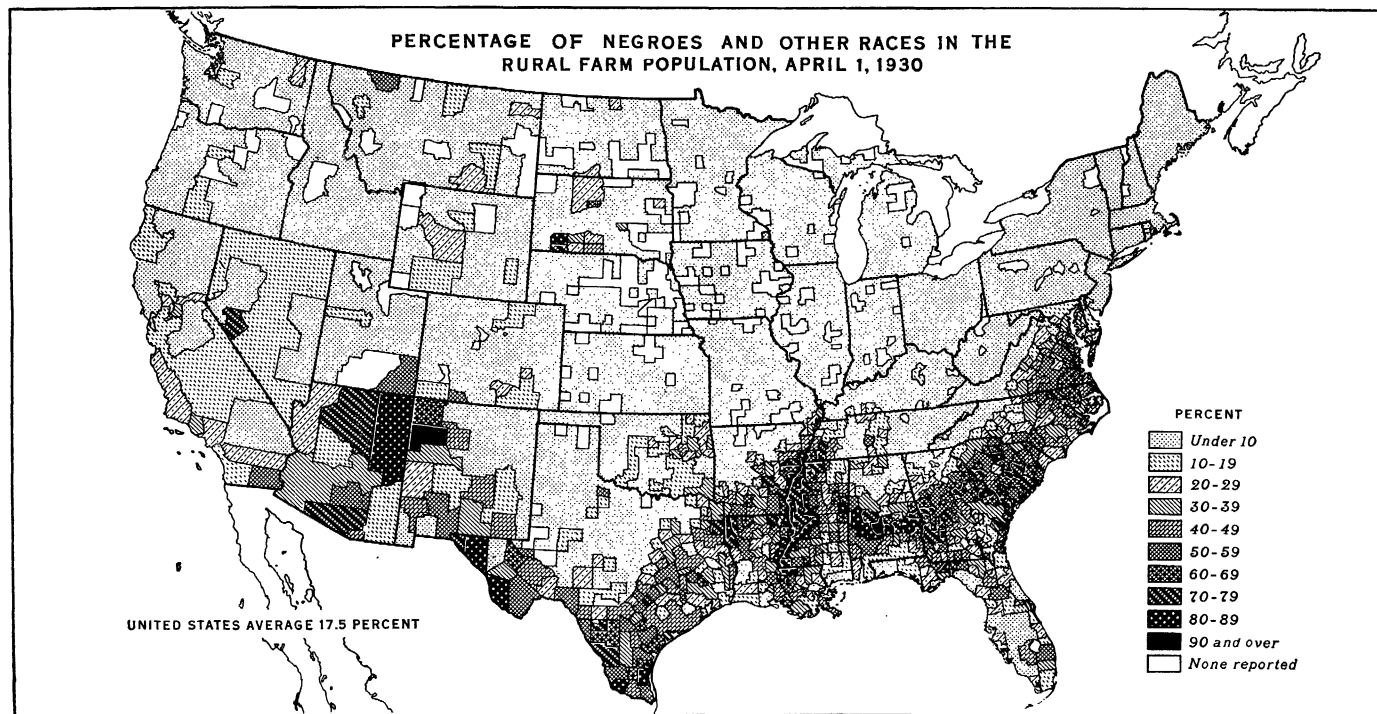 PERCENTAGE OF NEGROES AND OTHER RACES IN THE
RURAL FARM POPULATION, APRIL 1, 1930
PERCENT
Under 10
10-19
20-29
30-39
40-49
50-59
60-69
70-79
80-89
90 and over
None reported
UNITED STATES AVERAGE 17.5 PERCENT